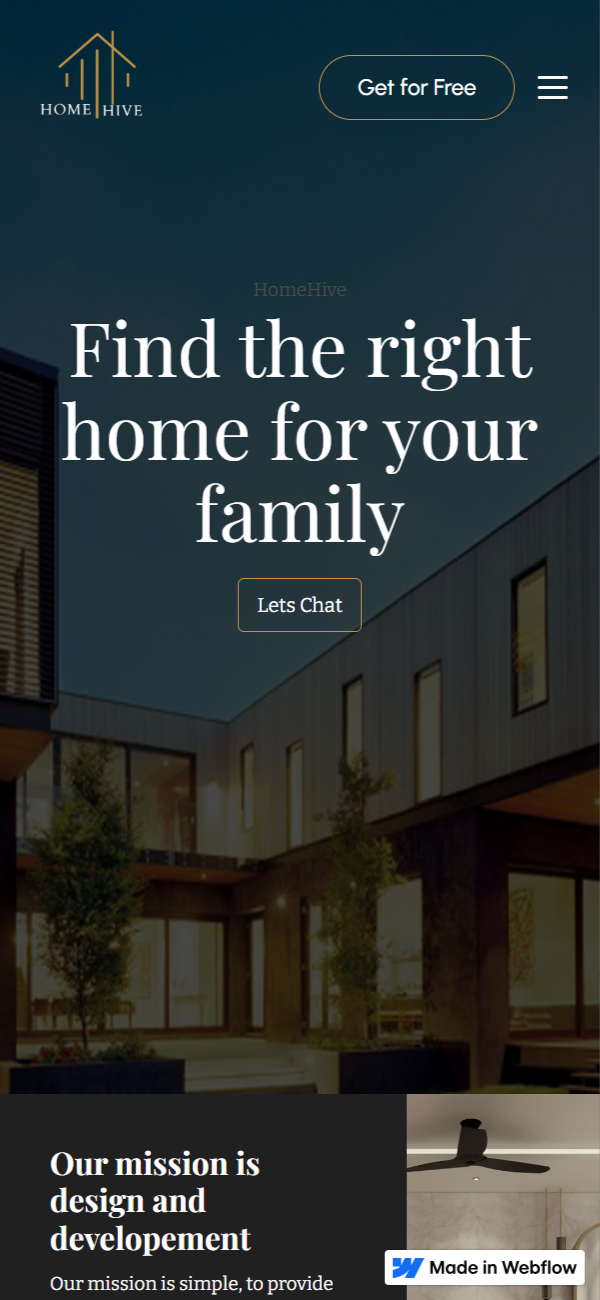 HOME HIVE
Get for Free
HomeHive
Find the right
home for your
family
Lets Chat
Our mission is
design and
developement
Our mission is simple, to provide
Made in Webflow